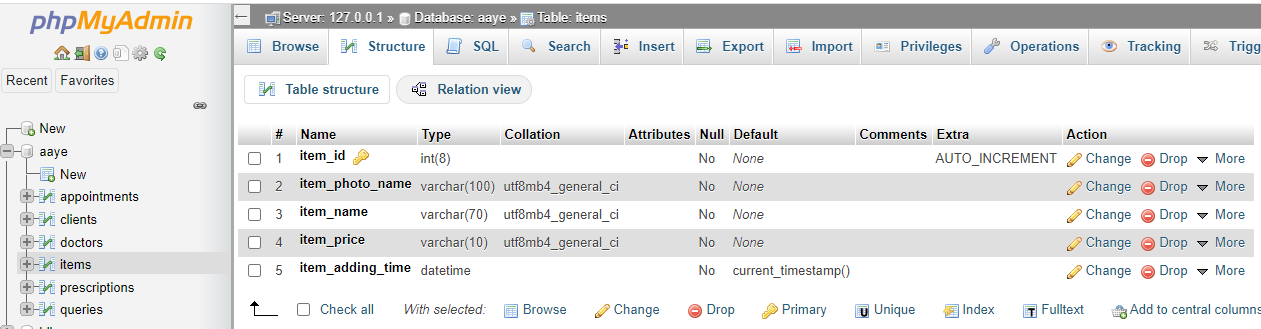 phpMyAdmin
Recent Favorites
New
aaye
New
appointments
clients
doctors
items
prescriptions
queries
Server: 127.0.0.1 » Database: aaye » Table: items
Browse Structure SQL Search Insert Export Import Privileges Operations Tracking Trigg
Table structure Relation view
# Name Type Collation Attributes Null Default Comments Extra Action
1 item_id int(8) No None AUTO_INCREMENT Change Drop More
2 item_photo_name varchar(100) utf8mb4_general_ci No None Change Drop More
3 item_name varchar(70) utf8mb4_general_ci No None Change Drop More
4 item_price varchar(10) utf8mb4_general_ci No None Change Drop More
5 item_adding_time datetime No current_timestamp() Change Drop More
Check all With selected: Browse Change Drop Primary Unique Index Fulltext Add to central columns